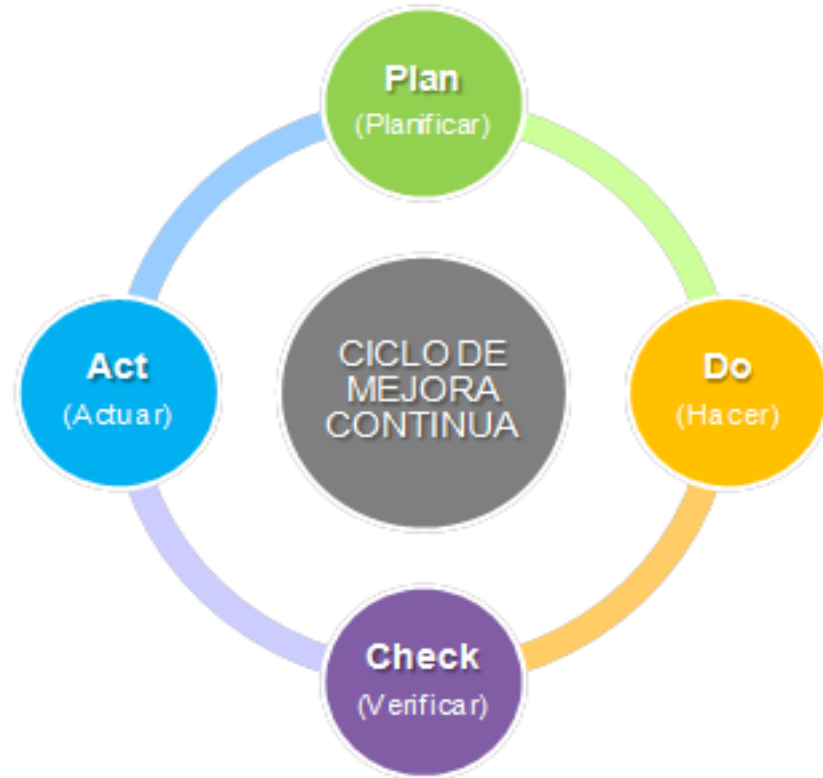 Plan
(Planificar)
Act
(Actuar)
CICLO DE
MEJORA
CONTINUA
Do
(Hacer)
Check
(Verificar)